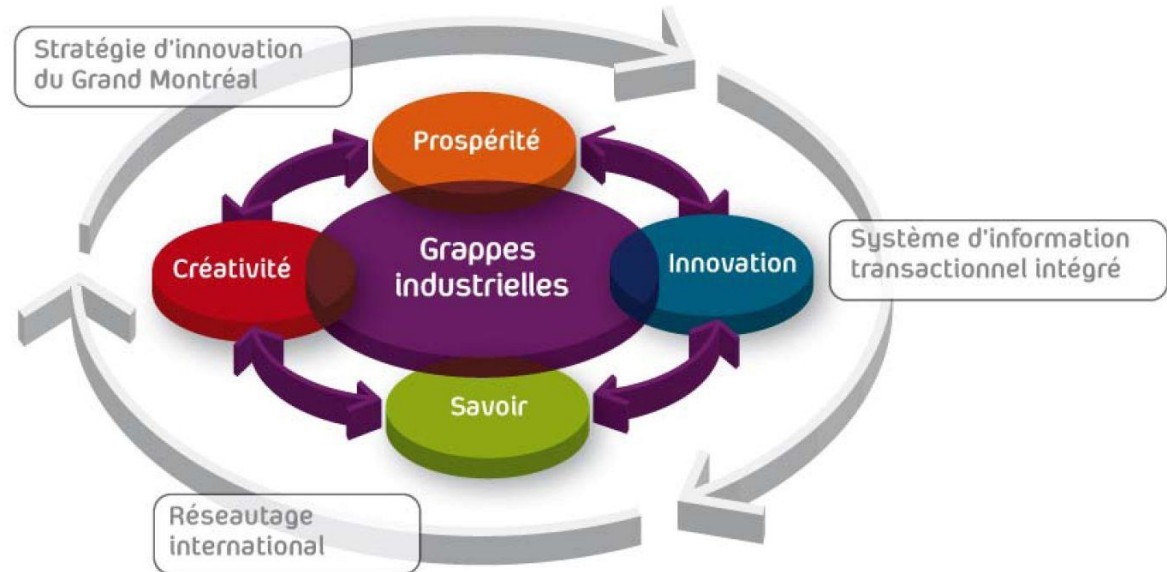 Stratégie d'innovation
du Grand Montréal
Prospérité
Créativité
Grappes
industrielles
Innovation
Système d'information
transactionnel intégré
Savoir
Réseautage
international